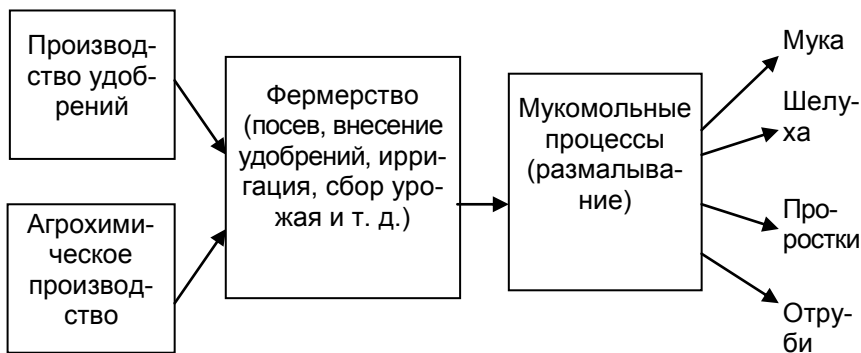 Производ-
ство удоб-
рений
Агрохими-
ческое
производ-
ство
Фермерство
(посев, внесение
удобрений, ирри-
гация, сбор уро-
жая и т. д.)
Мукомольные
процессы
(размалыва-
ние)
Мука
Шелу-
ха
Про-
ростки
Отру-
би